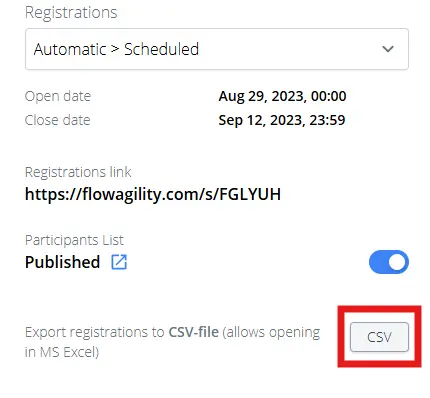 Registrations
Automatic > Scheduled
Open date Aug 29, 2023, 00:00
Close date Sep 12, 2023, 23:59
Registrations link
https://flowagility.com/s/FGLYUH
Participants List
Published
Export registrations to CSV-file (allows opening
in MS Excel)
CSV